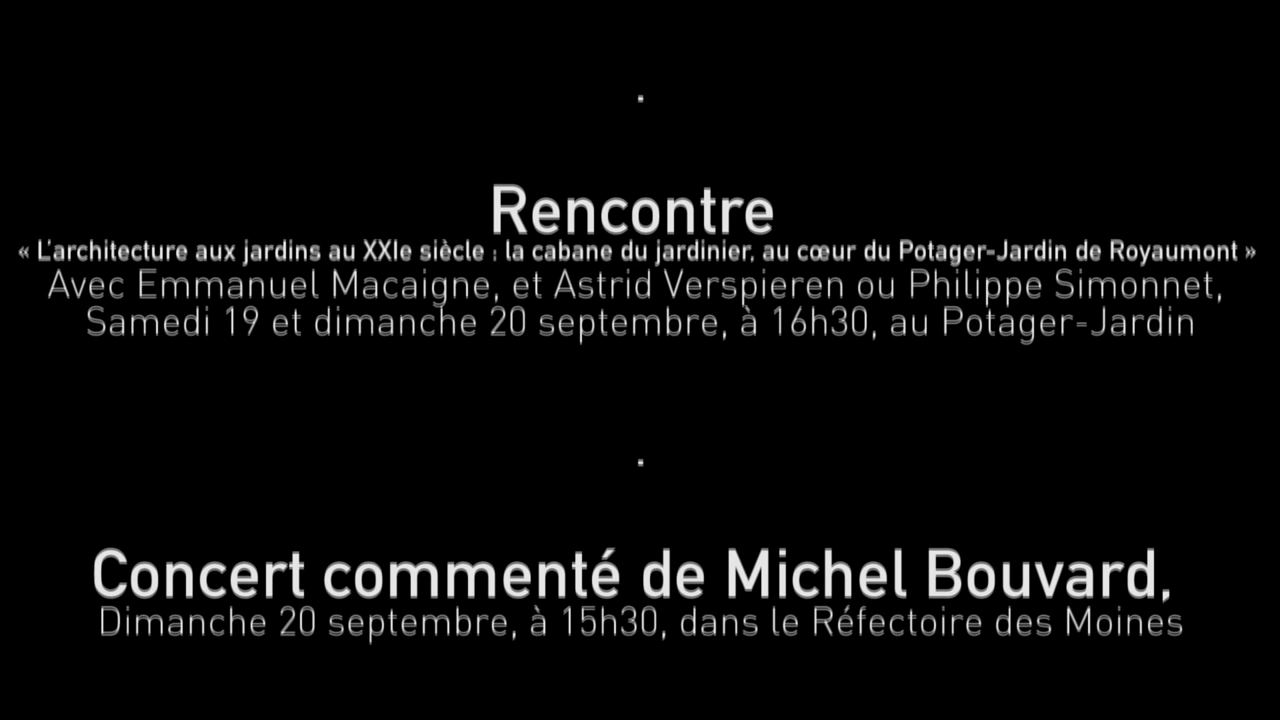 .
Rencontre
« L'architecture aux jardins au XXIe siècle : la cabane du jardinier, au cœur du Potager-Jardin de Royaumont »
Avec Emmanuel Macaigne, et Astrid Verspieren ou Philippe Simonnet,
Samedi 19 et dimanche 20 septembre, à 16h30, au Potager-Jardin
.
Concert commenté de Michel Bouvard,
Dimanche 20 septembre, à 15h30, dans le Réfectoire des Moines